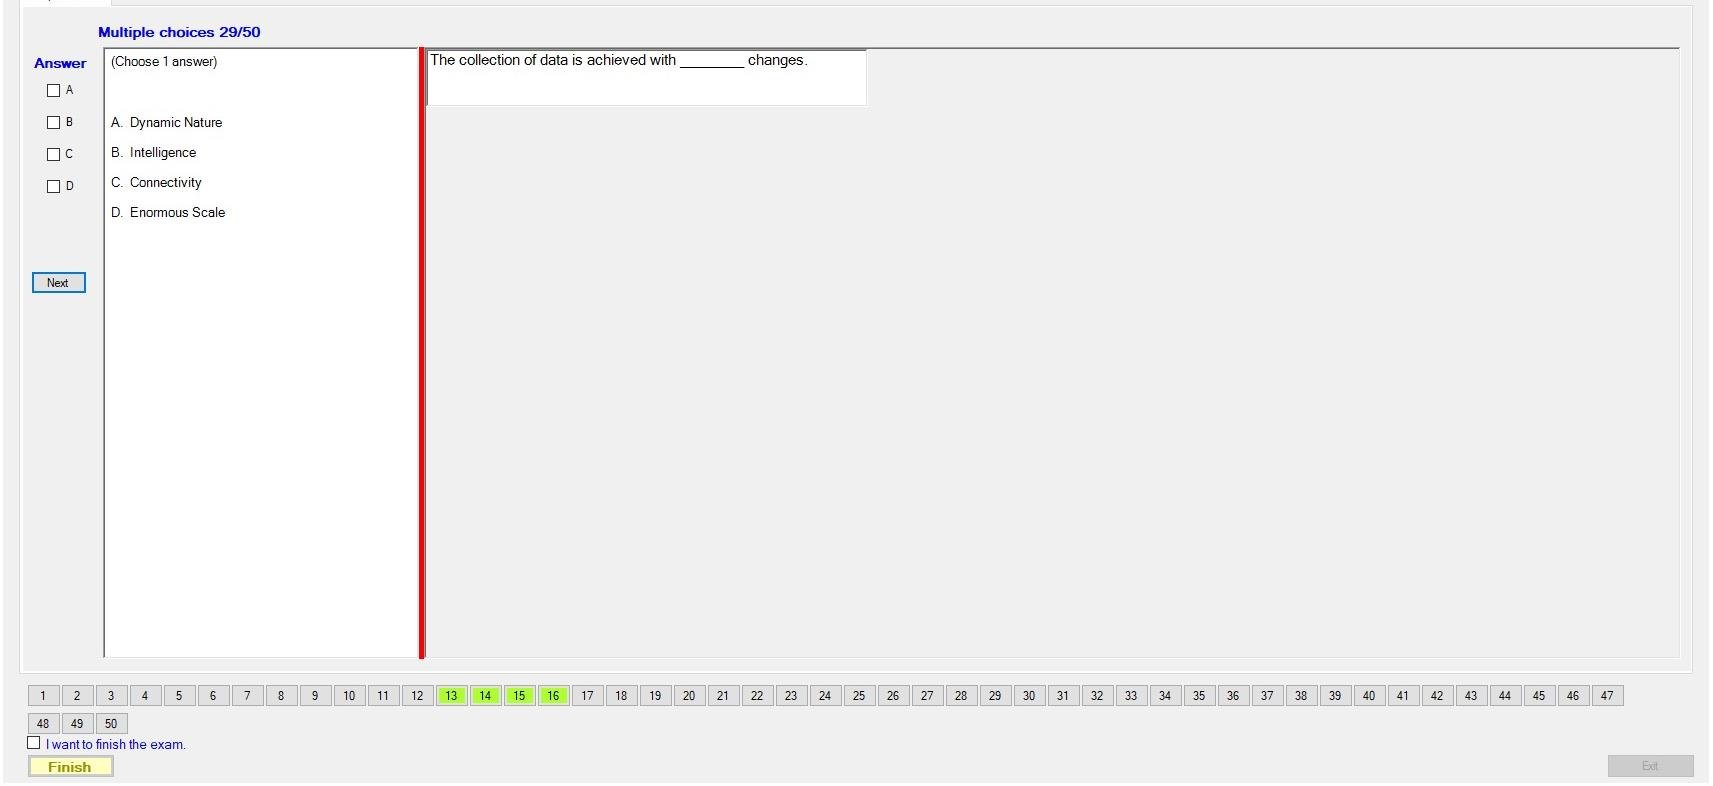 Multiple choices 29/50
Answer
(Choose 1 answer)
The collection of data is achieved with ________ changes.
A
B
A. Dynamic Nature
C
B. Intelligence
D
C. Connectivity
D. Enormous Scale
Next
1 2 3 4 5 6 7 8 9 10 11 12 13 14 15 16 17 18 19 20 21 22 23 24 25 26 27 28 29 30 31 32 33 34 35 36 37 38 39 40 41 42 43 44 45 46 47
48 49 50
I want to finish the exam.
Finish
Exit